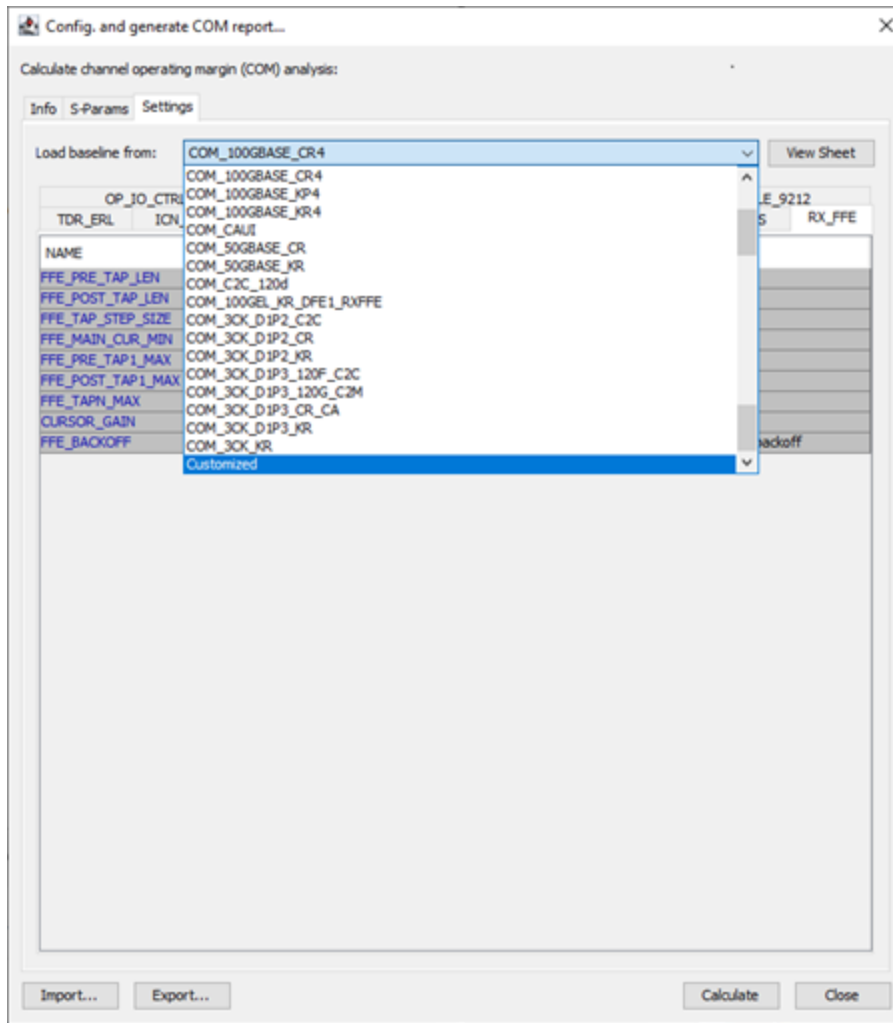 Config. and generate COM report...
Calculate channel operating margin (COM) analysis:
Info S-Params Settings
Load baseline from: COM_100GBASE_CR4 View Sheet
COM_100GBASE_CR4
COM_100GBASE_KP4
COM_100GBASE_KR4
COM_CAUI
COM_50GBASE_CR
COM_50GBASE_KR
COM_C2C_120d
COM_100GEL_KR_DFE1_RXFFE
COM_3CK_D1P2_C2C
COM_3CK_D1P2_CR
COM_3CK_D1P2_KR
COM_3CK_D1P3_120F_C2C
COM_3CK_D1P3_120G_C2M
COM_3CK_D1P3_CR_CA
COM_3CK_D1P3_KR
COM_3CK_KR
Customized
OP_IO_CTRL LE_9212
TDR_ERL ICN_ S RX_FFE
NAME
FFE_PRE_TAP_LEN
FFE_POST_TAP_LEN
FFE_TAP_STEP_SIZE
FFE_MAIN_CUR_MIN
FFE_PRE_TAP1_MAX
FFE_POST_TAP1_MAX
FFE_TAPN_MAX
CURSOR_GAIN
FFE_BACKOFF backoff
Import... Export... Calculate Close